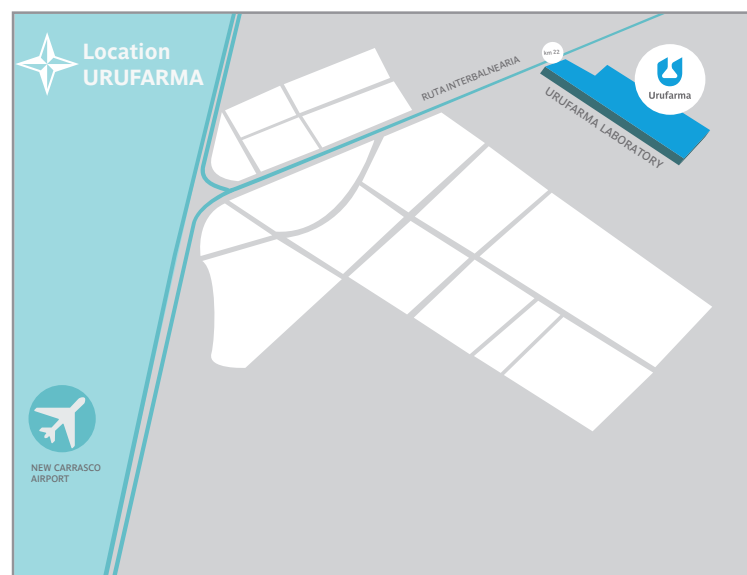 Location
URUFARMA
km 22
Urufarma
RUTA INTERBALNEARIA
URUFARMA LABORATORY
NEW CARRASCO
AIRPORT